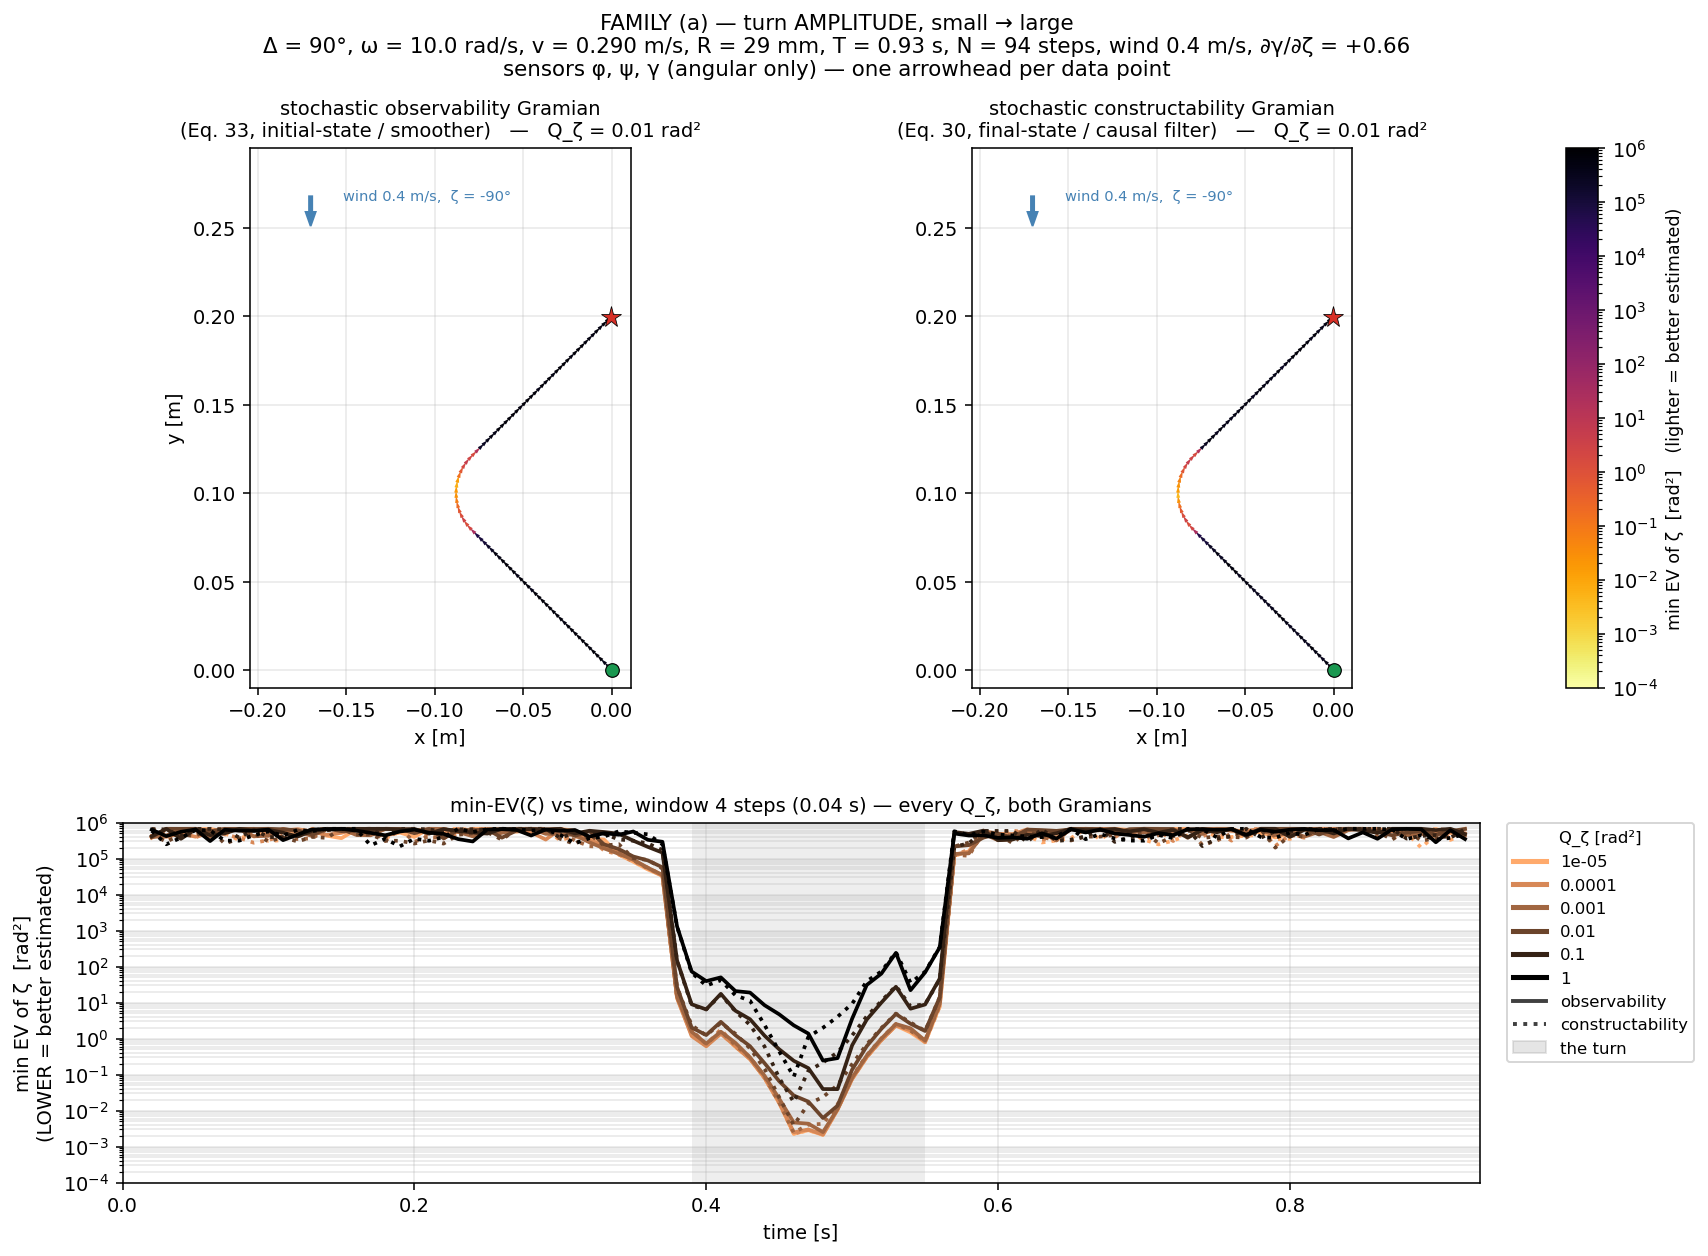 FAMILY (a) — turn AMPLITUDE, small → large
Δ = 90°, ω = 10.0 rad/s, v = 0.290 m/s, R = 29 mm, T = 0.93 s, N = 94 steps, wind 0.4 m/s, ∂γ/∂ζ = +0.66
sensors φ, ψ, γ (angular only) — one arrowhead per data point
stochastic observability Gramian
(Eq. 33, initial-state / smoother) — Q_ζ = 0.01 rad²
wind 0.4 m/s, ζ = -90°
y [m]
0.25
0.20
0.15
0.10
0.05
0.00
−0.20 −0.15 −0.10 −0.05 0.00
x [m]
stochastic constructability Gramian
(Eq. 30, final-state / causal filter) — Q_ζ = 0.01 rad²
wind 0.4 m/s, ζ = -90°
0.25
0.20
0.15
0.10
0.05
0.00
−0.20 −0.15 −0.10 −0.05 0.00
x [m]
10⁶
10⁵
10⁴
10³
10²
10¹
10⁰
10⁻¹
10⁻²
10⁻³
10⁻⁴
min EV of ζ [rad²] (lighter = better estimated)
min-EV(ζ) vs time, window 4 steps (0.04 s) — every Q_ζ, both Gramians
min EV of ζ [rad²]
(LOWER = better estimated)
10⁶
10⁵
10⁴
10³
10²
10¹
10⁰
10⁻¹
10⁻²
10⁻³
10⁻⁴
0.0 0.2 0.4 0.6 0.8
time [s]
Q_ζ [rad²]
1e-05
0.0001
0.001
0.01
0.1
1
observability
constructability
the turn